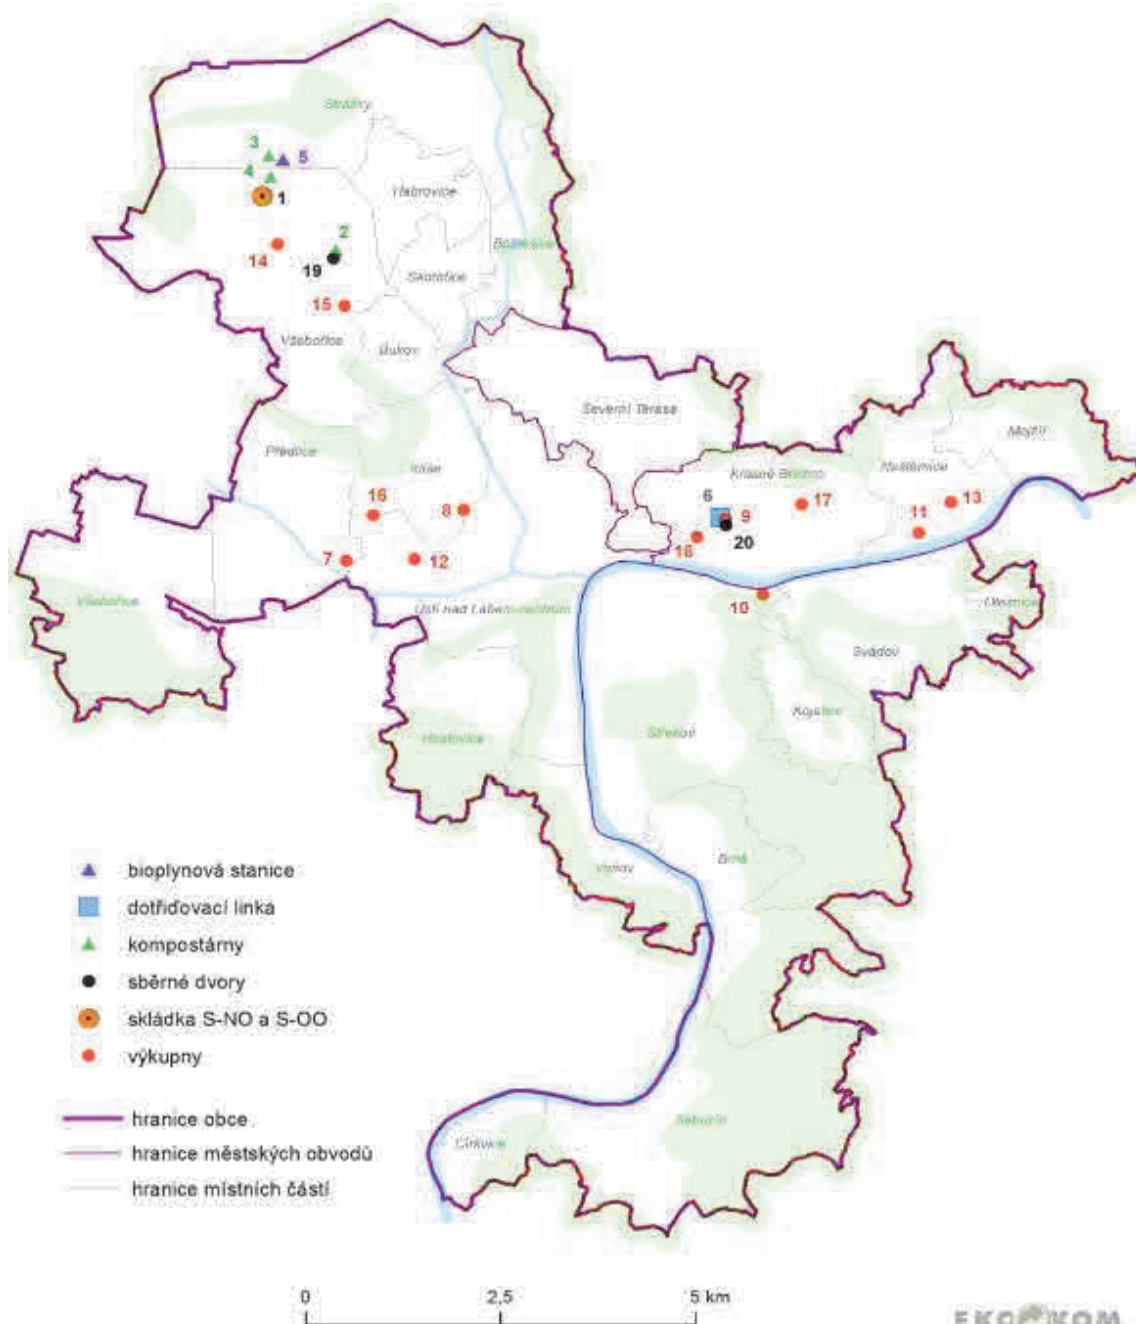 Strážky
3
5
4
Habrovice
1
2
Božtěšice
14
19
Skorotice
15
Všebořice
Bukov
Severní Terasa
Mojžíř
Předlice
Klíše
Krásné Březno
Neštěmice
16
8
6
9
17
13
11
18
20
7
12
10
Všebořice
Ústí nad Labem-centrum
Olešnice
Svádov
Kojetice
Hostovice
Střekov
Vaňov
Brná
bioplynová stanice
dotřiďovací linka
kompostárny
sběrné dvory
skládka S-NO a S-OO
výkupny
hranice obce
hranice městských obvodů
hranice místních částí
Církvice
Sebuzín
0 2,5 5 km
EKO KOM